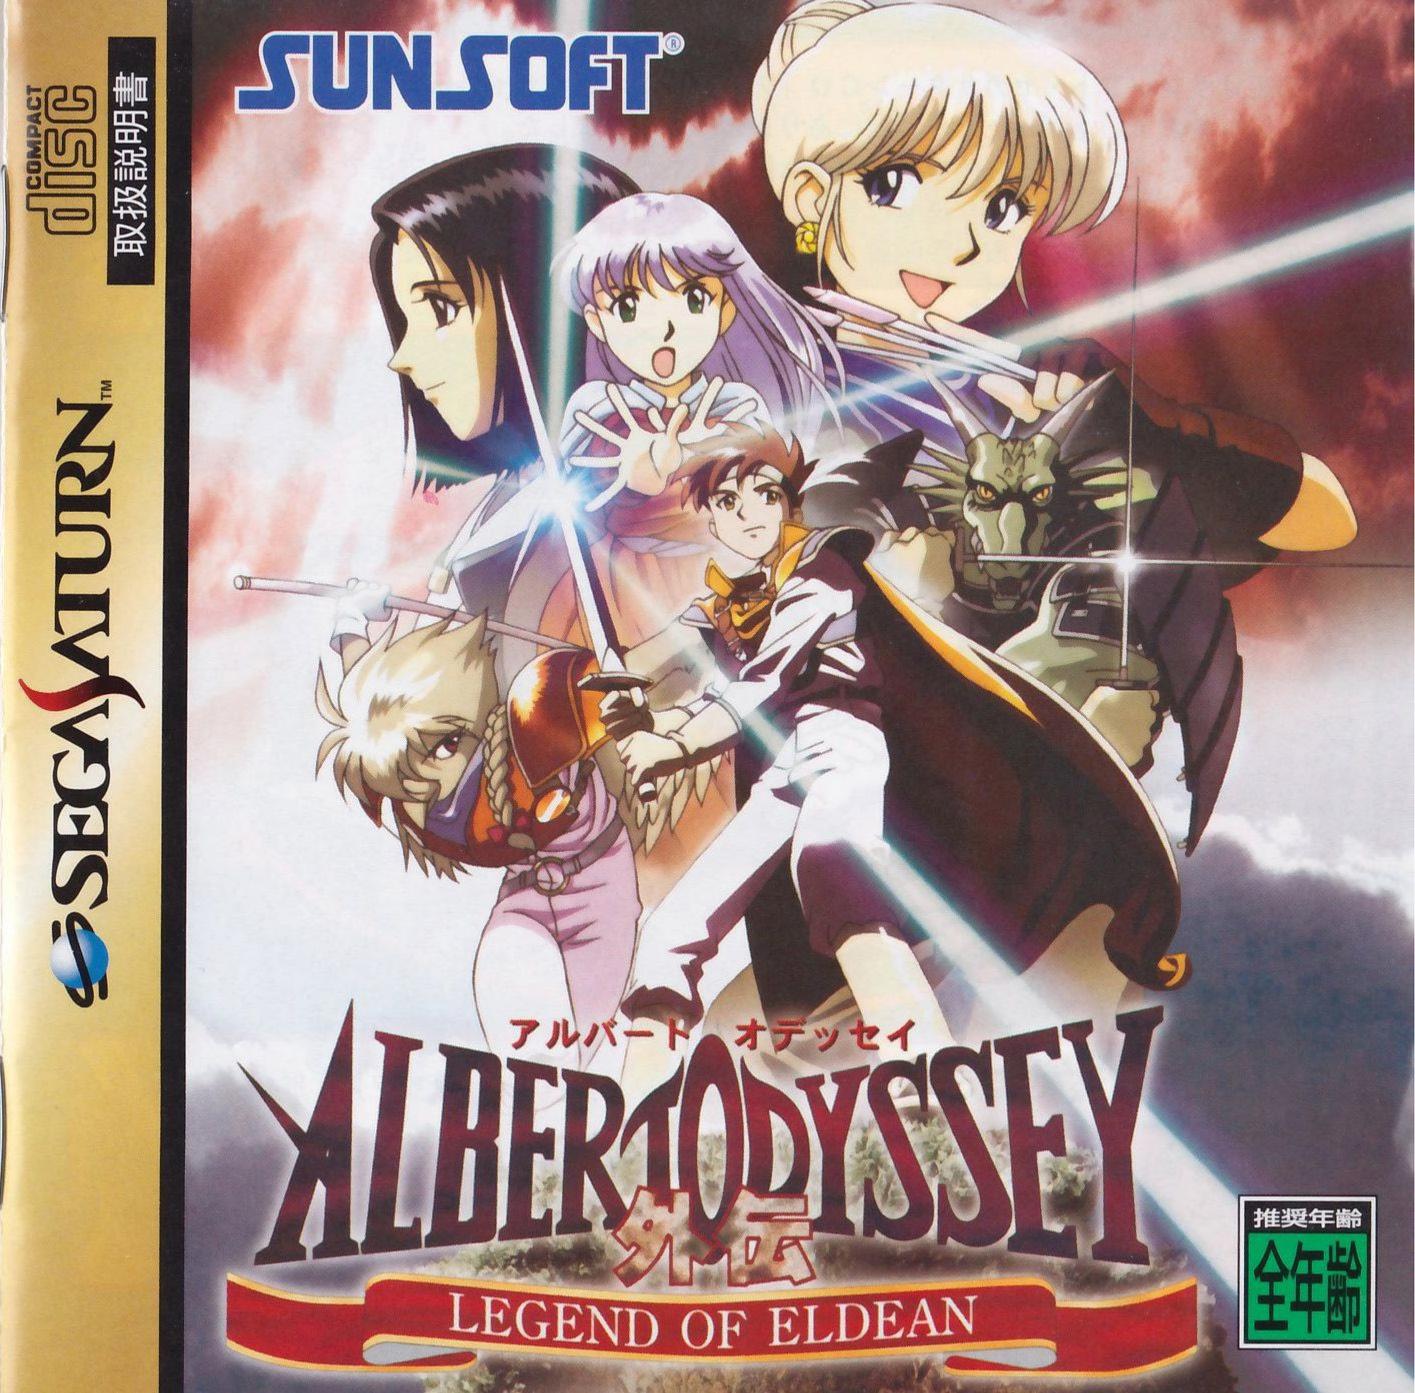 SUNSOFT®
COMPACT
disc
取扱説明書
SEGA SATURN™
アルバート オデッセイ
ALBERT ODYSSEY
外伝
LEGEND OF ELDEAN
推奨年齢
全年齢